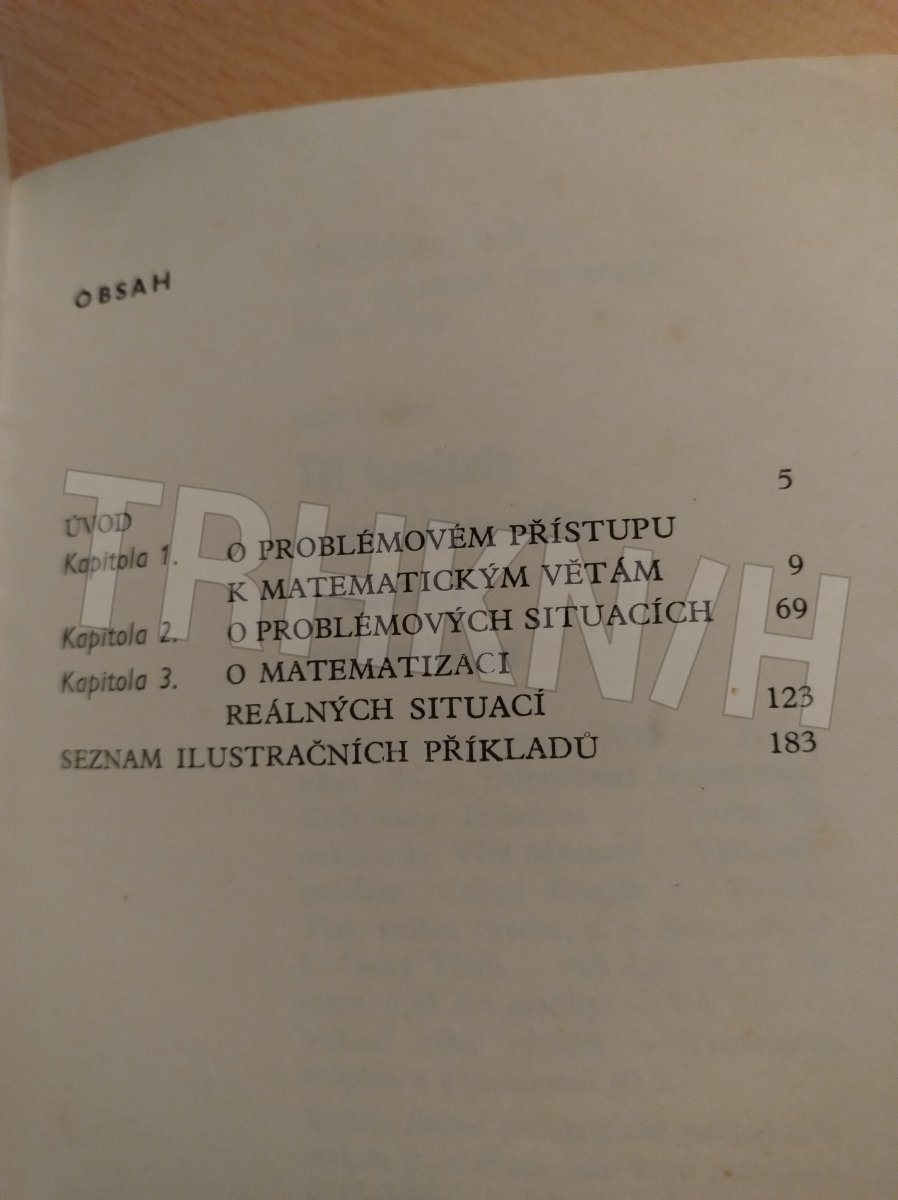 OBSAH
ÚVOD 5
Kapitola 1. O PROBLÉMOVÉM PŘÍSTUPU
K MATEMATICKÝM VĚTÁM 9
Kapitola 2. O PROBLÉMOVÝCH SITUACÍCH 69
Kapitola 3. O MATEMATIZACI
REÁLNÝCH SITUACÍ 123
SEZNAM ILUSTRAČNÍCH PŘÍKLADŮ 183
TRHKNIH